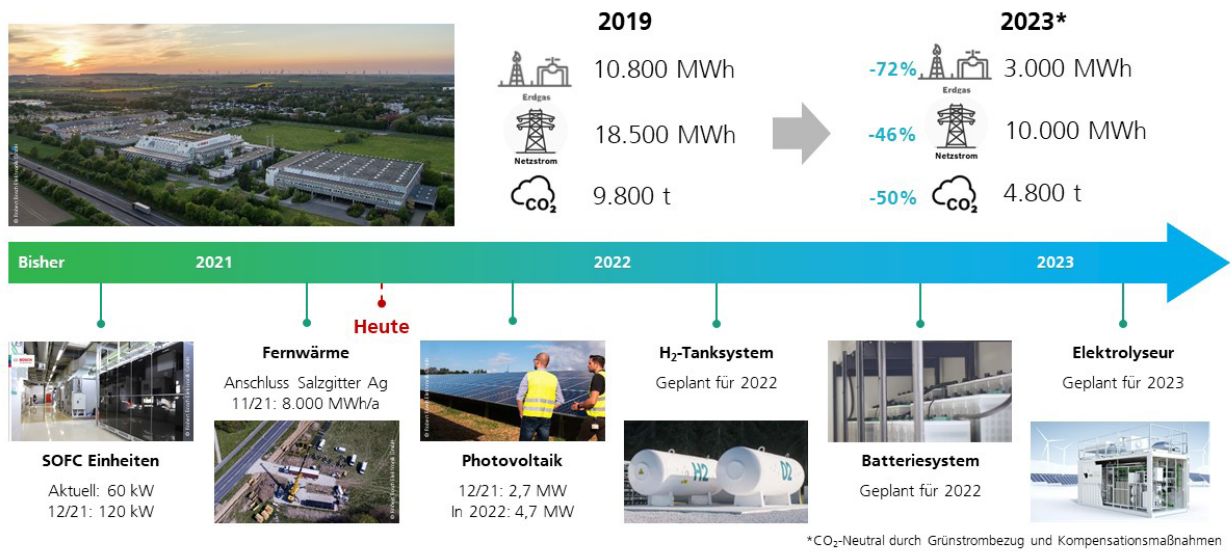 2019
2023*
10.800 MWh
-72%
3.000 MWh
Erdgas
Erdgas
18.500 MWh
-46%
10.000 MWh
Netzstrom
Netzstrom
CO₂
9.800 t
-50%
CO₂
4.800 t
Bisher
2021
2022
2023
Heute
Fernwärme
Anschluss Salzgitter Ag
11/21: 8.000 MWh/a
H₂-Tanksystem
Geplant für 2022
Elektrolyseur
Geplant für 2023
BOSCH
SOFC Einheiten
Aktuell: 60 kW
12/21: 120 kW
Photovoltaik
12/21: 2,7 MW
In 2022: 4,7 MW
H2
O2
Batteriesystem
Geplant für 2022
*CO₂-Neutral durch Grünstrombezug und Kompensationsmaßnahmen